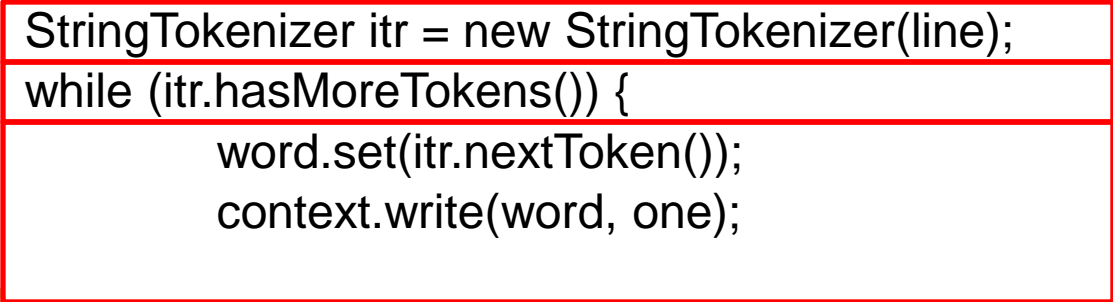 StringTokenizer itr = new StringTokenizer(line);
while (itr.hasMoreTokens()) {
word.set(itr.nextToken());
context.write(word, one);